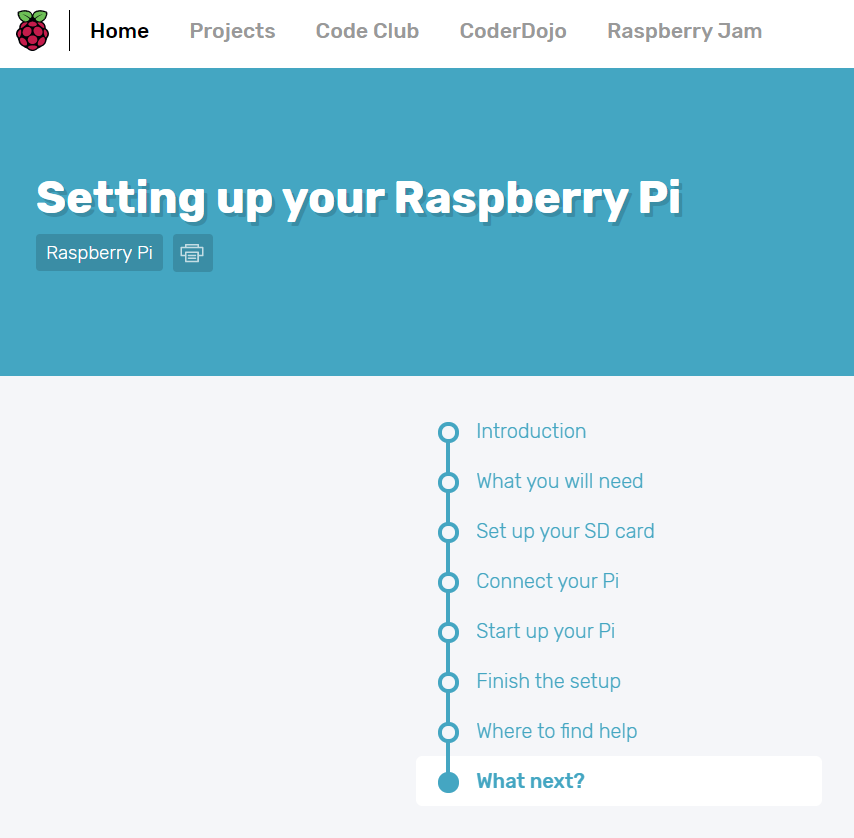 Home Projects Code Club CoderDojo Raspberry Jam
Setting up your Raspberry Pi
Raspberry Pi
Introduction
What you will need
Set up your SD card
Connect your Pi
Start up your Pi
Finish the setup
Where to find help
What next?